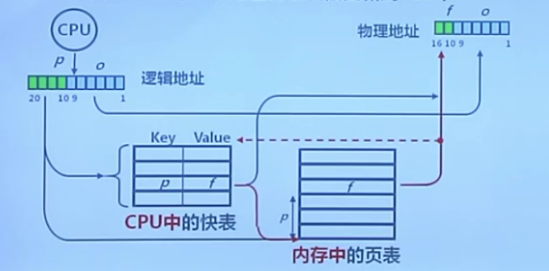 f o
CPU
物理地址
16 10 9 1
p o
逻辑地址
20 10 9 1
Key Value
p f
f
p
CPU中的快表
内存中的页表